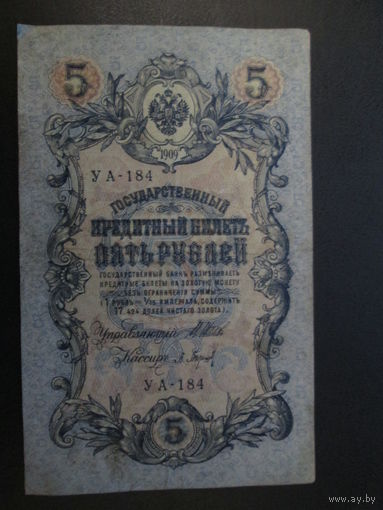 5 5
1909
УА-184
ГОСУДАРСТВЕННЫЙ
КРЕДИТНЫЙ БИЛЕТЪ
ПЯТЬ РУБЛЕЙ
ГОСУДАРСТВЕННЫЙ БАНКЪ РАЗМѢНИВАЕТЪ
КРЕДИТНЫЕ БИЛЕТЫ НА ЗОЛОТУЮ МОНЕТУ
БЕЗЪ ОГРАНИЧЕНІЯ СУММЫ
(1 РУБЛЬ = 1/15 ИМПЕРІАЛА, СОДЕРЖИТЪ
17,424 ДОЛЕЙ ЧИСТАГО ЗОЛОТА).
Управляющій
Кассиръ
УА-184
5
ay.by